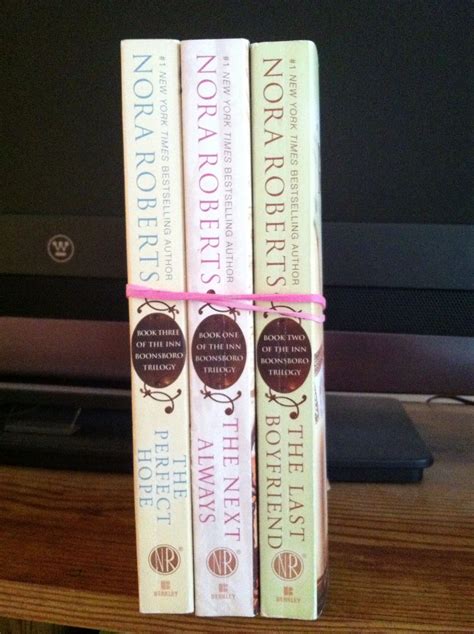 #1 NEW YORK TIMES BESTSELLING AUTHOR
NORA ROBERTS
BOOK THREE
OF THE INN
BOONSBORO
TRILOGY
THE
PERFECT
HOPE
NR
BERKLEY
#1 NEW YORK TIMES BESTSELLING AUTHOR
NORA ROBERTS
BOOK ONE
OF THE INN
BOONSBORO
TRILOGY
THE NEXT
ALWAYS
NR
BERKLEY
#1 NEW YORK TIMES BESTSELLING AUTHOR
NORA ROBERTS
BOOK TWO
OF THE INN
BOONSBORO
TRILOGY
THE LAST
BOYFRIEND
NR
BERKLEY